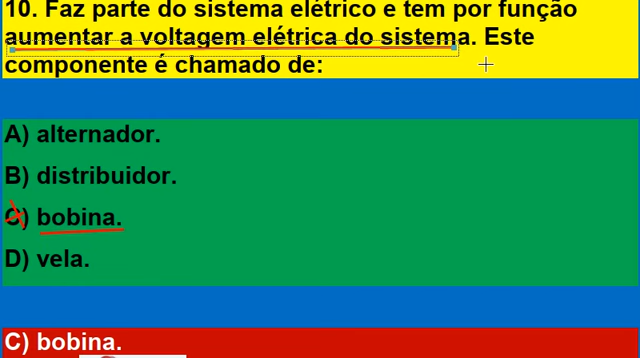 10. Faz parte do sistema elétrico e tem por função
aumentar a voltagem elétrica do sistema. Este
componente é chamado de:
A) alternador.
B) distribuidor.
C) bobina.
D) vela.
C) bobina.